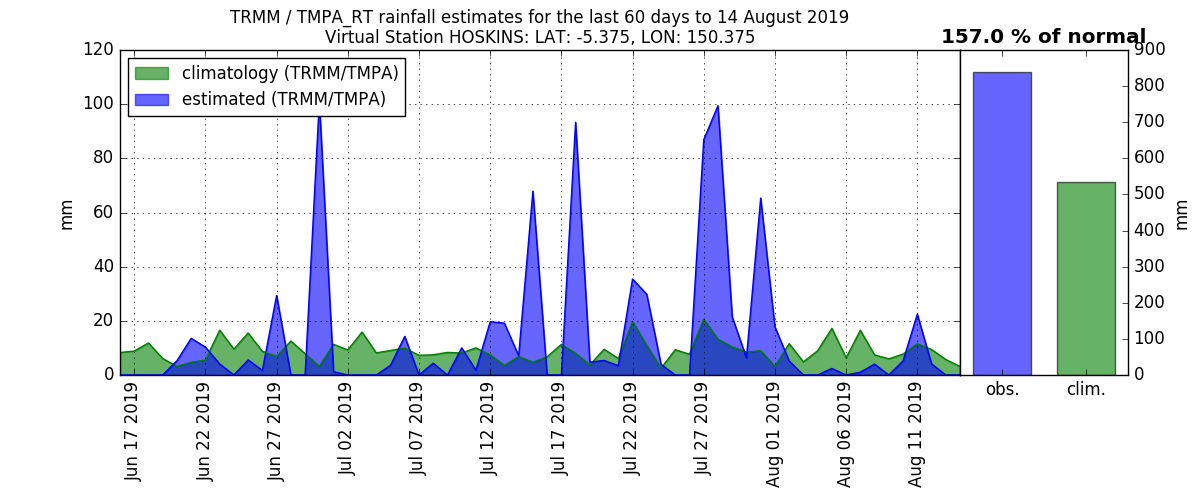 TRMM / TMPA_RT rainfall estimates for the last 60 days to 14 August 2019
Virtual Station HOSKINS: LAT: -5.375, LON: 150.375
157.0 % of normal
climatology (TRMM/TMPA)
estimated (TRMM/TMPA)
120
100
80
60
40
20
0
mm
Jun 17 2019
Jun 22 2019
Jun 27 2019
Jul 02 2019
Jul 07 2019
Jul 12 2019
Jul 17 2019
Jul 22 2019
Jul 27 2019
Aug 01 2019
Aug 06 2019
Aug 11 2019
900
800
700
600
500
400
300
200
100
0
mm
obs.
clim.